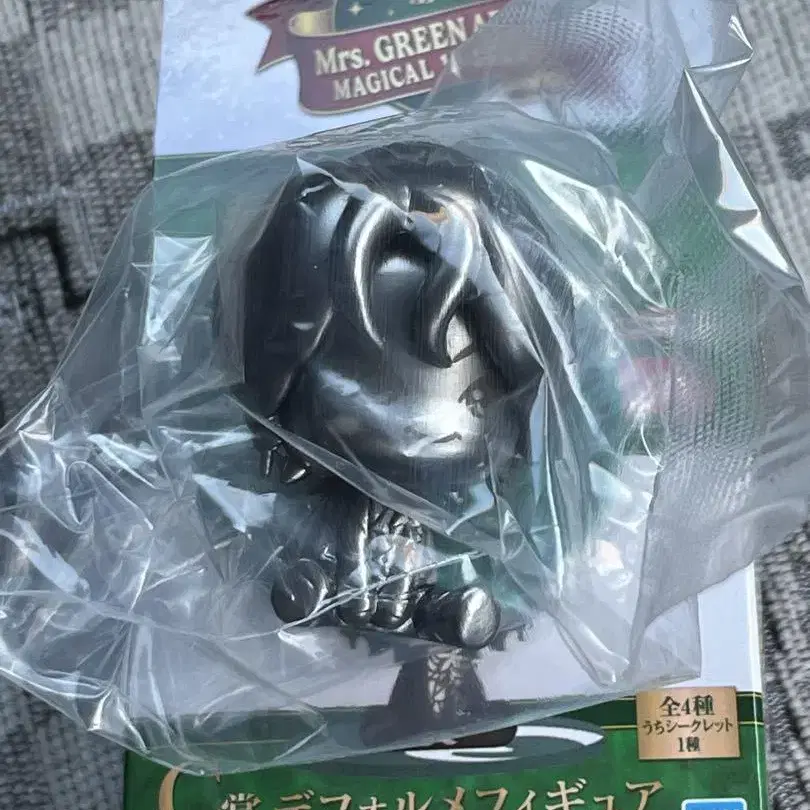 Mrs. GREEN A
MAGICAL
全4種
うちシークレット
1種
C賞 デフォルメフィギュア